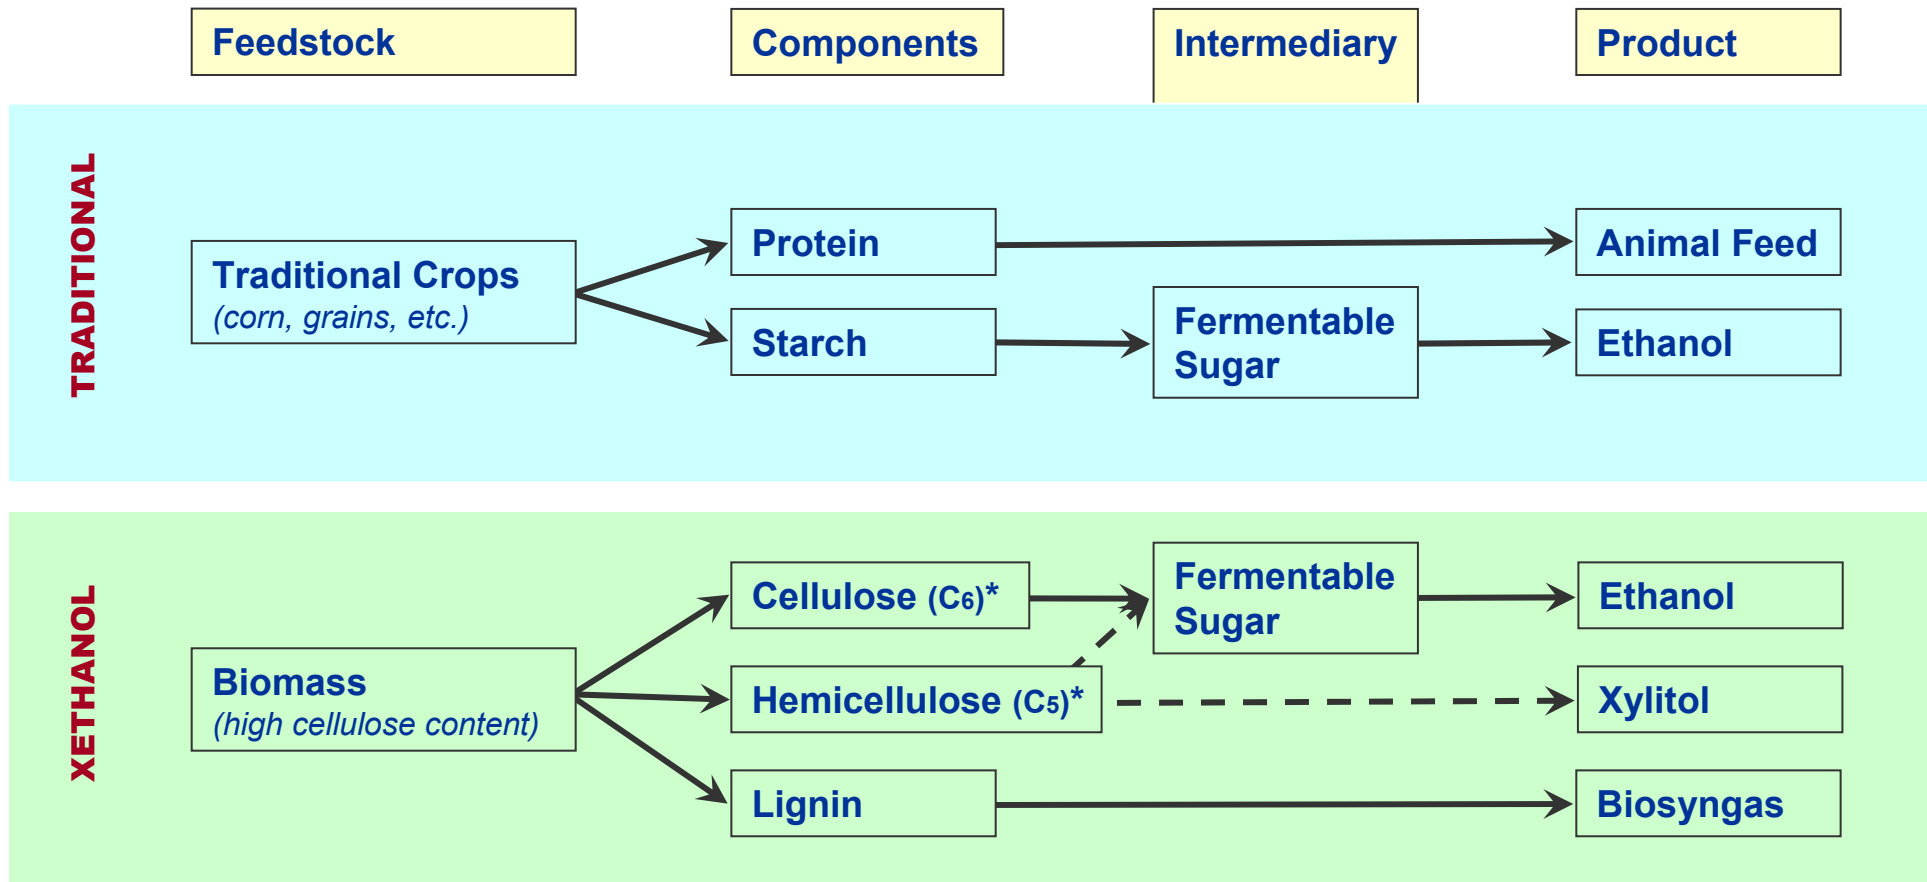 Feedstock
Components
Intermediary
Product
TRADITIONAL
Traditional Crops
(corn, grains, etc.)
Protein
Animal Feed
Starch
Fermentable
Sugar
Ethanol
XETHANOL
Biomass
(high cellulose content)
Cellulose (C6)*
Fermentable
Sugar
Ethanol
Hemicellulose (C5)*
Xylitol
Lignin
Biosyngas